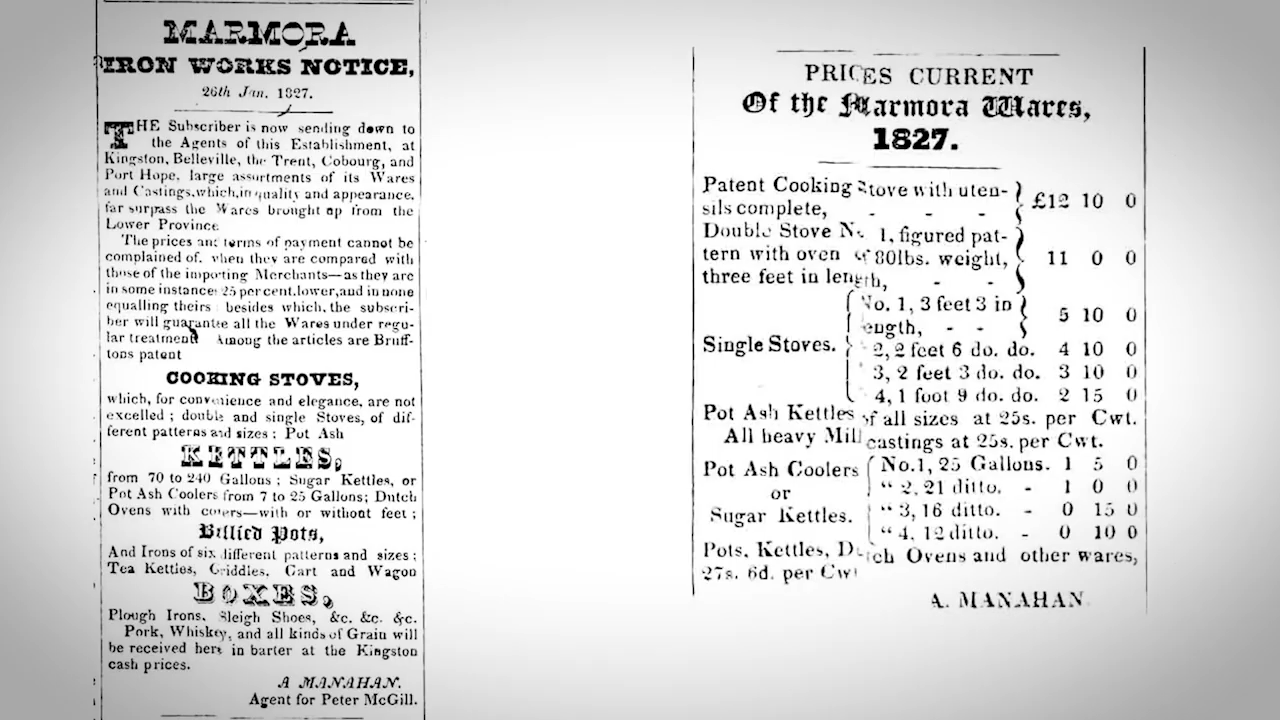 MARMORA
IRON WORKS NOTICE,
26th Jan. 1827.
THE Subscriber is now sending down to
the Agents of this Establishment, at
Kingston, Belleville, the Trent, Cobourg, and
Port Hope, large assortments of its Wares
and Castings, which, in quality and appearance,
far surpass the Wares brought up from the
Lower Province
The prices and terms of payment cannot be
complained of, when they are compared with
those of the importing Merchants—as they are
in some instances 25 per cent. lower, and in none
equalling theirs besides which, the subscri-
ber will guarantee all the Wares under regu-
lar treatment Among the articles are Bruff-
tons patent
COOKING STOVES,
which, for convenience and elegance, are not
excelled; double and single Stoves, of dif-
ferent patterns and sizes; Pot Ash
KETTLES,
from 70 to 240 Gallons; Sugar Kettles, or
Pot Ash Coolers from 7 to 25 Gallons; Dutch
Ovens with covers—with or without feet;
Bellied Pots,
And Irons of six different patterns and sizes;
Tea Kettles, Griddles, Cart and Wagon
BOXES,
Plough Irons, Sleigh Shoes, &c. &c. &c.
Pork, Whiskey, and all kinds of Grain will
be received here in barter at the Kingston
cash prices.
A MANAHAN.
Agent for Peter McGill.
PRICES CURRENT
Of the Marmora Wares,
1827.
Patent Cooking Stove with uten-
sils complete, - - - £12 10 0
Double Stove No. 1, figured pat-
tern with oven of 80lbs. weight, 11 0 0
three feet in length, - -
No. 1, 3 feet 3 in
length, - - 5 10 0
Single Stoves. 2, 2 feet 6 do. do. 4 10 0
3, 2 feet 3 do. do. 3 10 0
4, 1 foot 9 do. do. 2 15 0
Pot Ash Kettles of all sizes at 25s. per Cwt.
All heavy Mill castings at 25s. per Cwt.
Pot Ash Coolers No. 1, 25 Gallons. 1 5 0
or " 2, 21 ditto. - 1 0 0
Sugar Kettles. " 3, 16 ditto. - 0 15 0
" 4, 12 ditto. - 0 10 0
Pots, Kettles, Dutch Ovens and other wares,
27s. 6d. per Cwt
A. MANAHAN